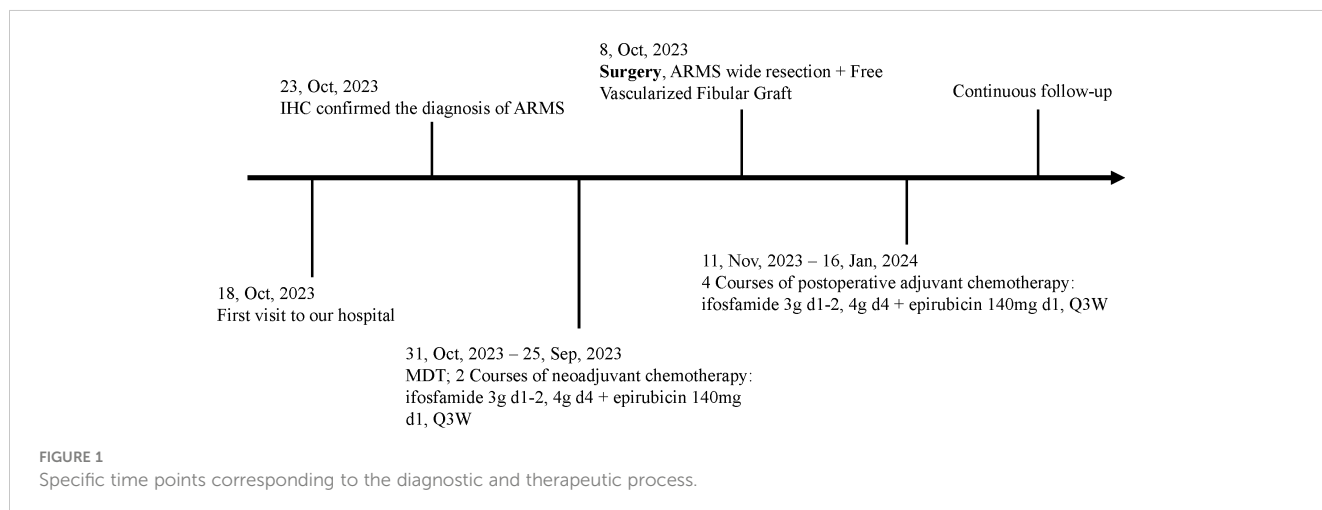 8, Oct, 2023
Surgery, ARMS wide resection + Free
Vascularized Fibular Graft
23, Oct, 2023
IHC confirmed the diagnosis of ARMS
Continuous follow-up
18, Oct, 2023
First visit to our hospital
11, Nov, 2023 – 16, Jan, 2024
4 Courses of postoperative adjuvant chemotherapy:
ifosfamide 3g d1-2, 4g d4 + epirubicin 140mg d1, Q3W
31, Oct, 2023 – 25, Sep, 2023
MDT; 2 Courses of neoadjuvant chemotherapy:
ifosfamide 3g d1-2, 4g d4 + epirubicin 140mg
d1, Q3W
FIGURE 1
Specific time points corresponding to the diagnostic and therapeutic process.